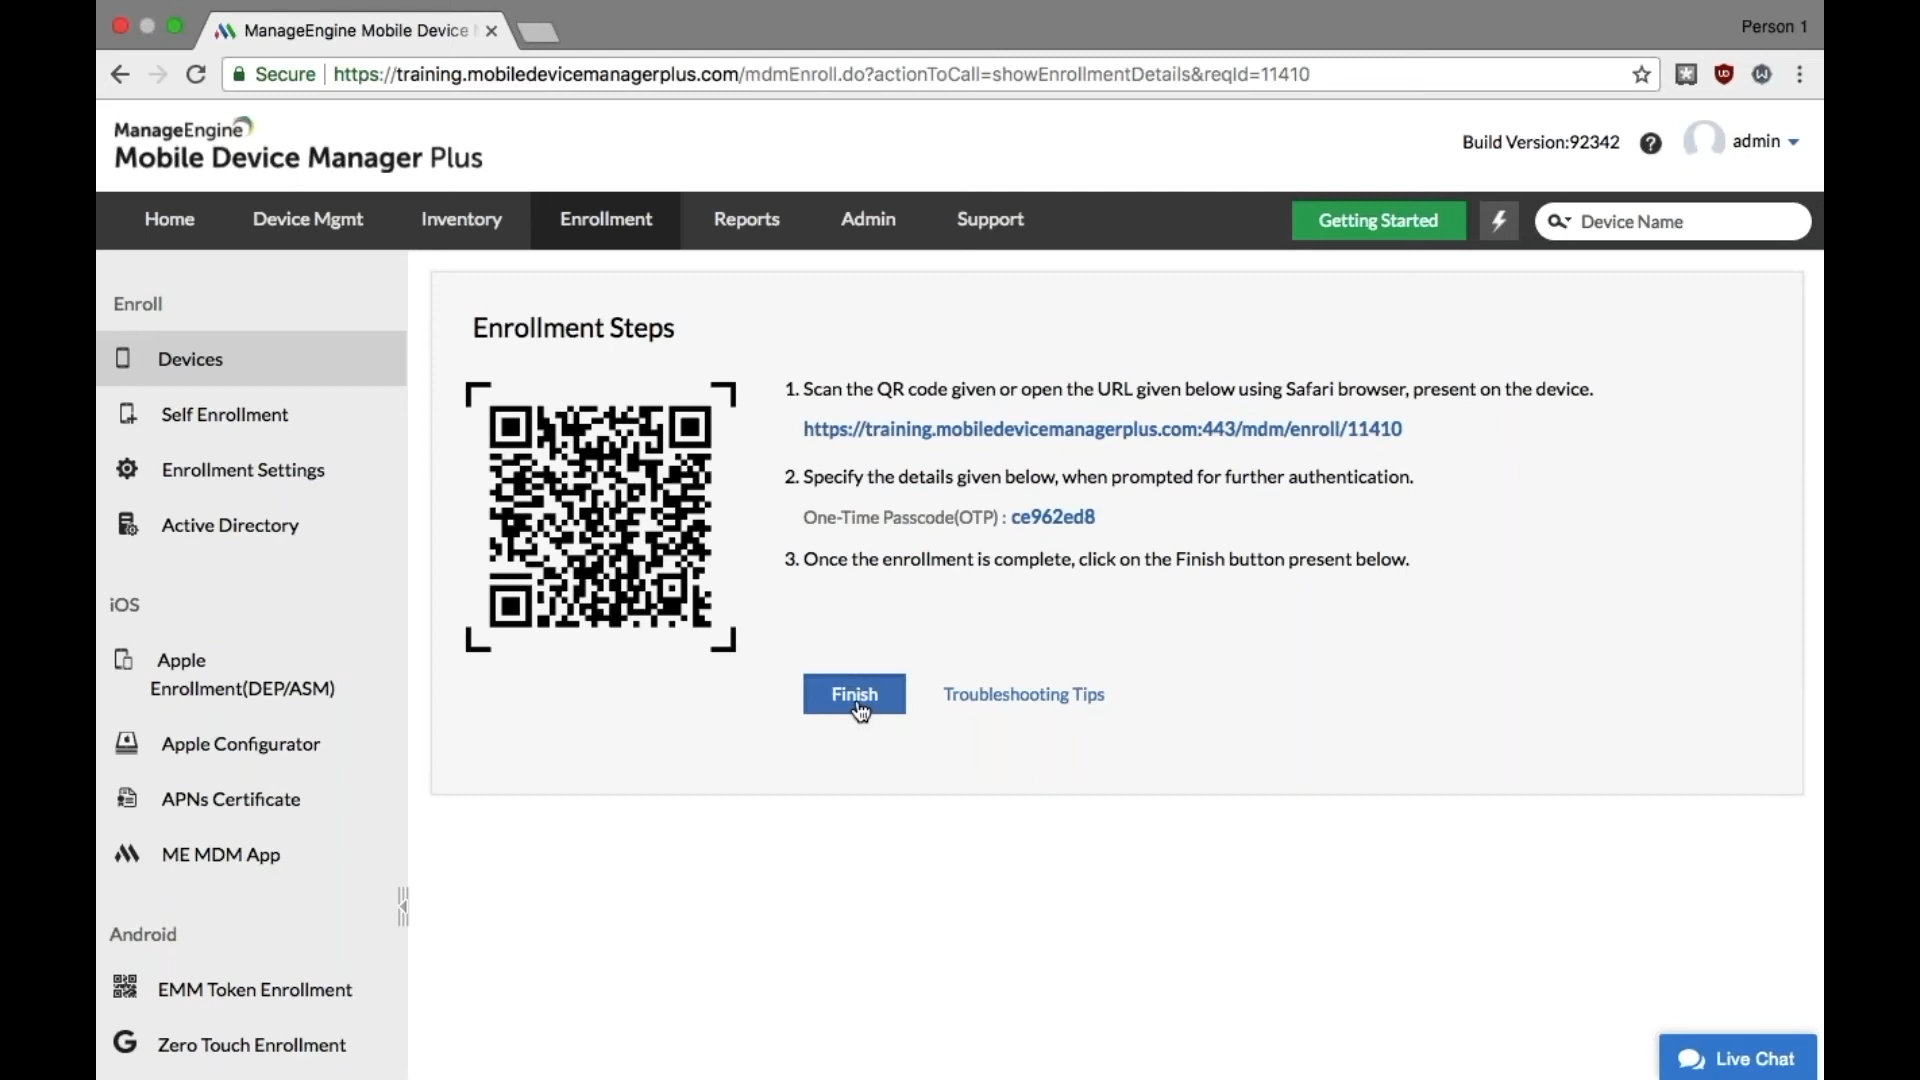 ManageEngine Mobile Device
Person 1
Secure https://training.mobiledevicemanagerplus.com/mdmEnroll.do?actionToCall=showEnrollmentDetails&reqId=11410
ManageEngine
Mobile Device Manager Plus
Build Version:92342 ? admin
Home Device Mgmt Inventory Enrollment Reports Admin Support Getting Started Device Name
Enroll
Devices
Self Enrollment
Enrollment Settings
Active Directory
iOS
Apple
Enrollment(DEP/ASM)
Apple Configurator
APNs Certificate
ME MDM App
Android
EMM Token Enrollment
Zero Touch Enrollment
Enrollment Steps
1. Scan the QR code given or open the URL given below using Safari browser, present on the device.
https://training.mobiledevicemanagerplus.com:443/mdm/enroll/11410
2. Specify the details given below, when prompted for further authentication.
One-Time Passcode(OTP) : ce962ed8
3. Once the enrollment is complete, click on the Finish button present below.
Finish Troubleshooting Tips
Live Chat